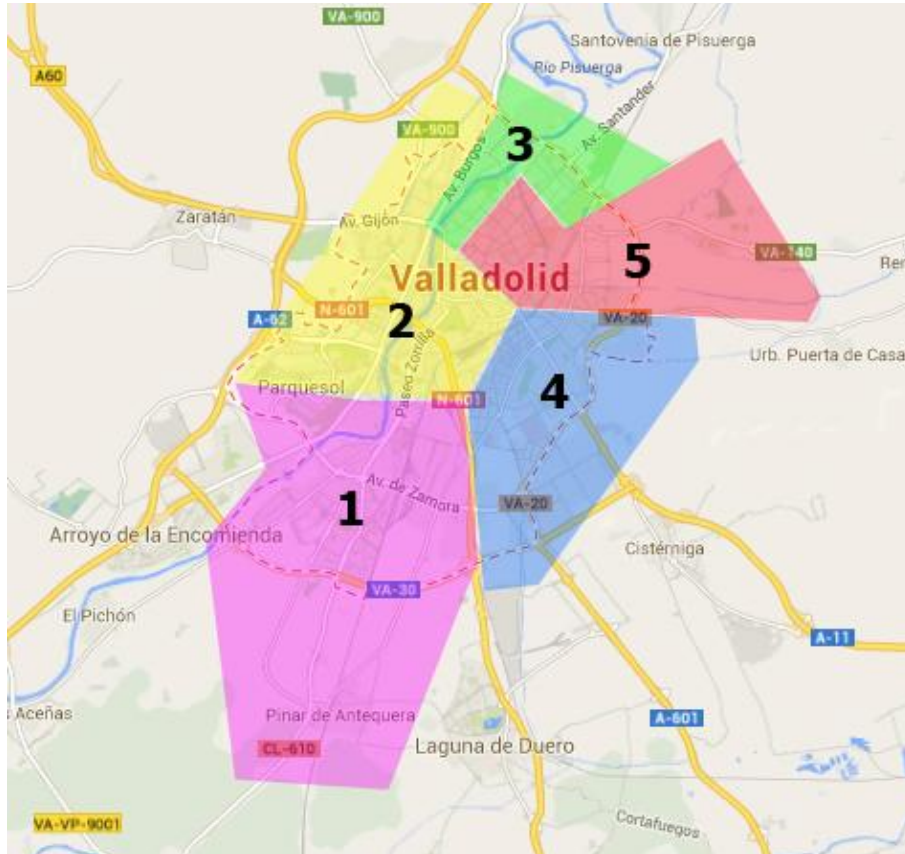 VA-900
Santovenia de Pisuerga
Río Pisuerga
A60
Av. Santander
VA-900
3
Av. Burgos
Zaratán
Av. Gijón
5
VA-140
Valladolid
N-601
A-62
2
VA-20
Paseo Zorrilla
Urb. Puerta de Casa
Parquesol
4
N-601
Av. de Zamora
1
VA-20
Arroyo de la Encomienda
Cistérniga
VA-30
El Pichón
A-11
s Aceñas
Pinar de Antequera
A-601
CL-610
Laguna de Duero
VA-VP-9001
Cortafuegos